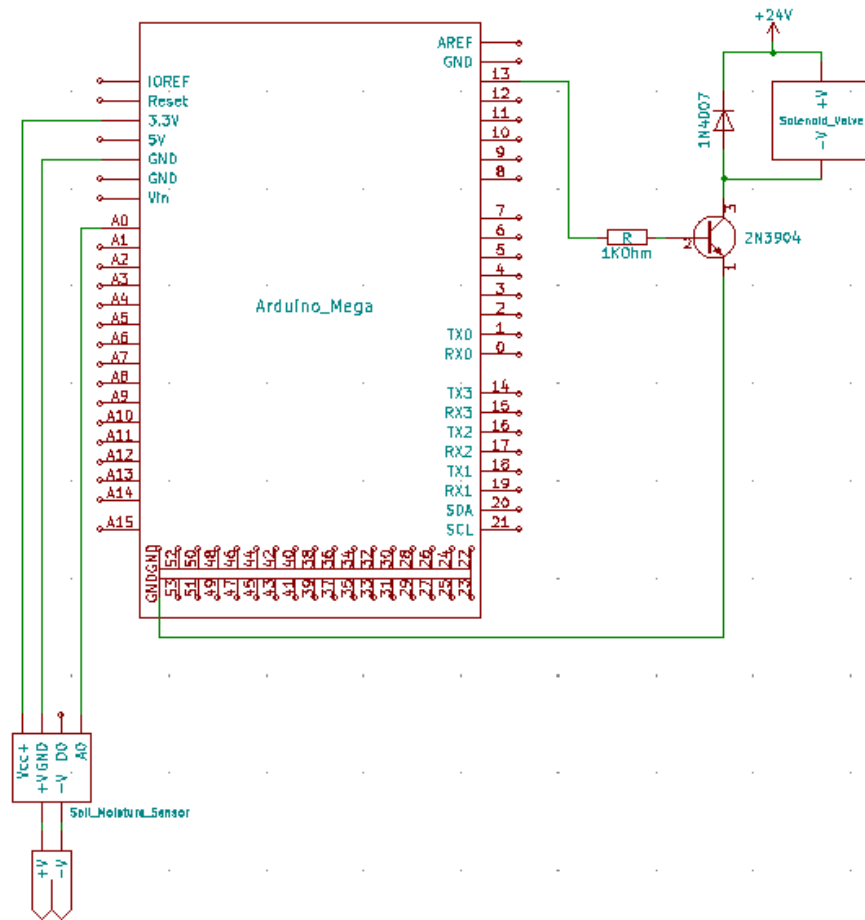 AREF
GND
13
12
11
10
9
8
7
6
5
4
3
2
TX0 1
RX0 0
TX3 14
RX3 15
TX2 16
RX2 17
TX1 18
RX1 19
SDA 20
SCL 21
IOREF
Reset
3.3V
5V
GND
GND
Vin
A0
A1
A2
A3
A4
A5
A6
A7
A8
A9
A10
A11
A12
A13
A14
A15
Arduino_Mega
GND 52 50 48 46 44 42 40 38 36 34 32 30 28 26 24 22
GND 53 51 49 47 45 43 41 39 37 35 33 31 29 27 25 23
+24V
1N4007
+V
Solenoid_Valve
-V
3
2
1
2N3904
R
1KOhm
Vcc+
GND
D0
A0
+V
-V
Soil_Moisture_Sensor
+V
-V